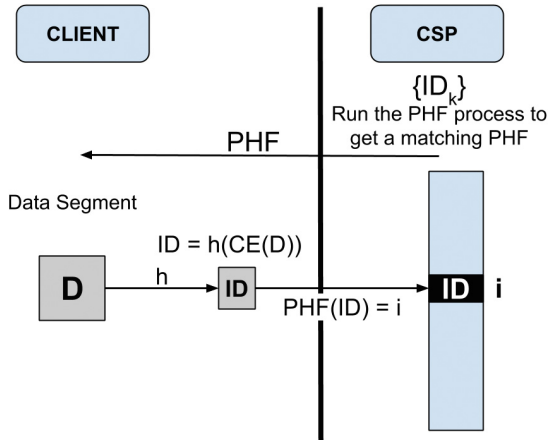 CLIENT
CSP
{IDk}
Run the PHF process to
get a matching PHF
PHF
Data Segment
ID = h(CE(D))
h
D
ID
ID
i
PHF(ID) = i